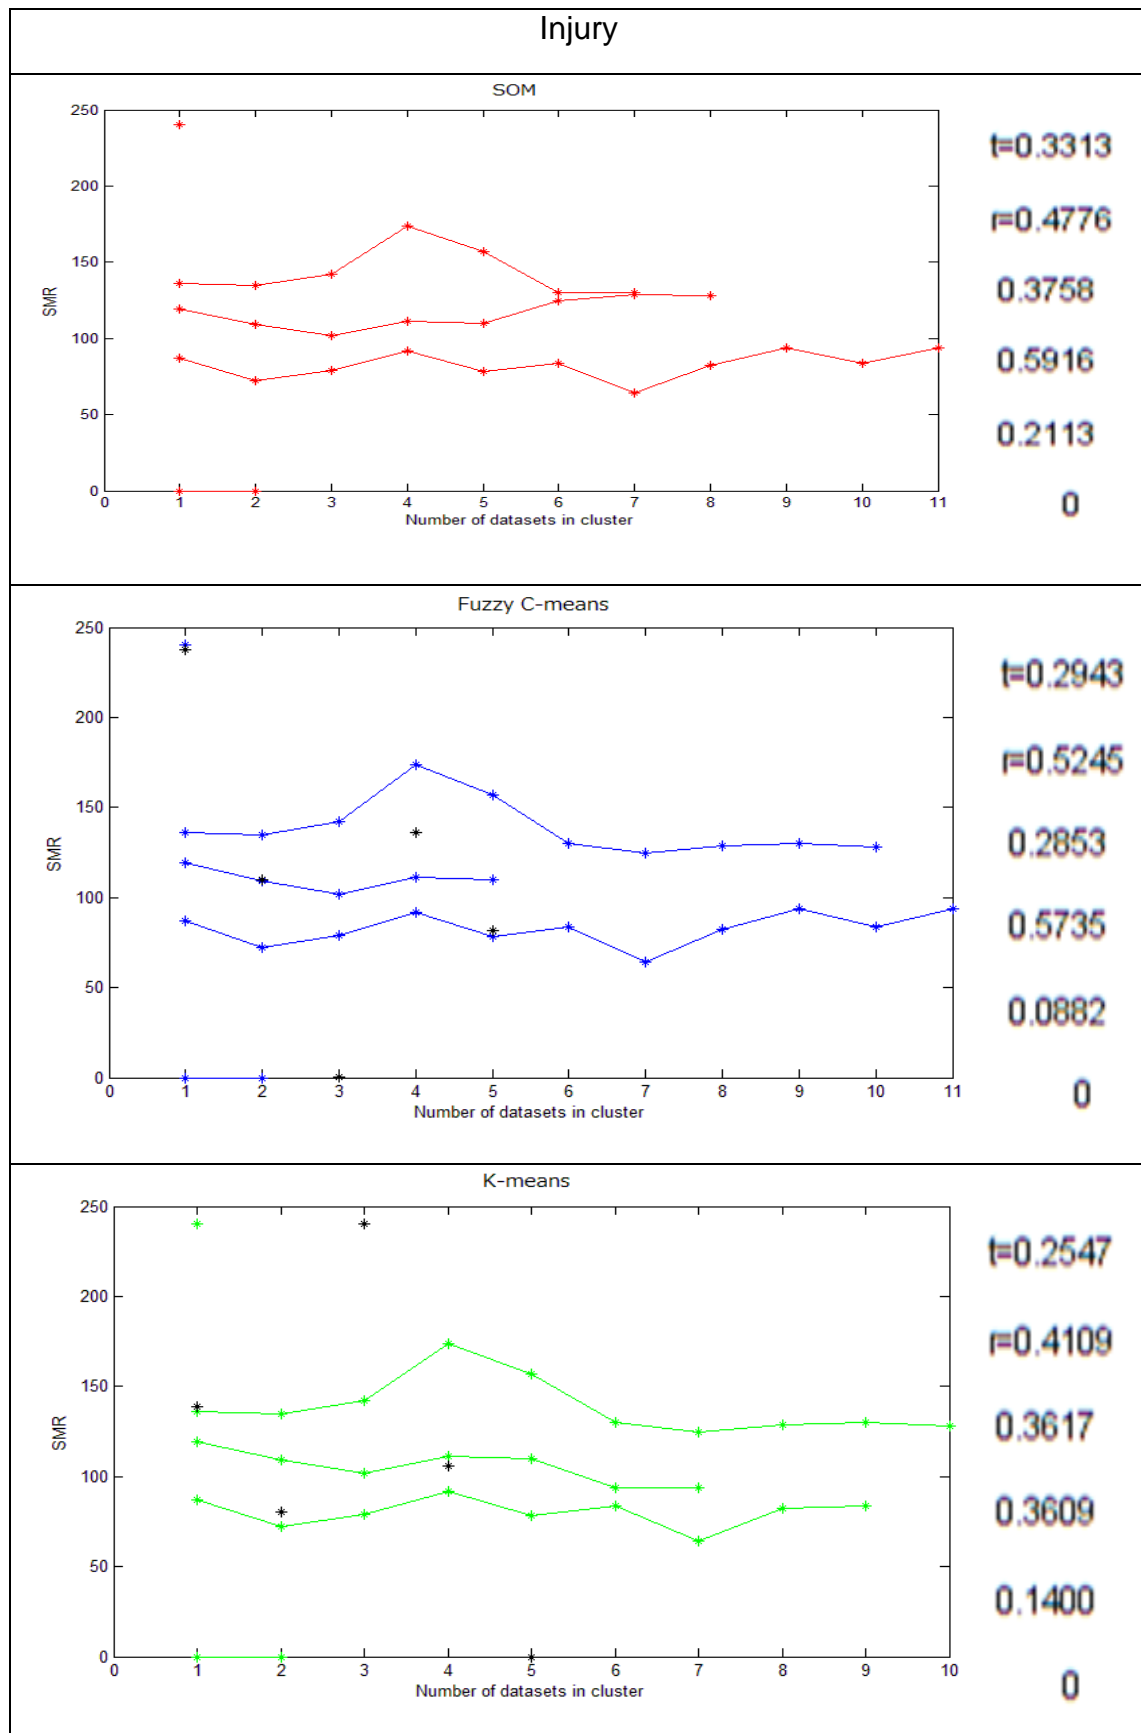 Injury
SOM
250
200
150
100
50
0
SMR
0 1 2 3 4 5 6 7 8 9 10 11
Number of datasets in cluster
t=0.3313
r=0.4776
0.3758
0.5916
0.2113
0
Fuzzy C-means
250
200
150
100
50
0
SMR
0 1 2 3 4 5 6 7 8 9 10 11
Number of datasets in cluster
t=0.2943
r=0.5245
0.2853
0.5735
0.0882
0
K-means
250
200
150
100
50
0
SMR
0 1 2 3 4 5 6 7 8 9 10
Number of datasets in cluster
t=0.2547
r=0.4109
0.3617
0.3609
0.1400
0